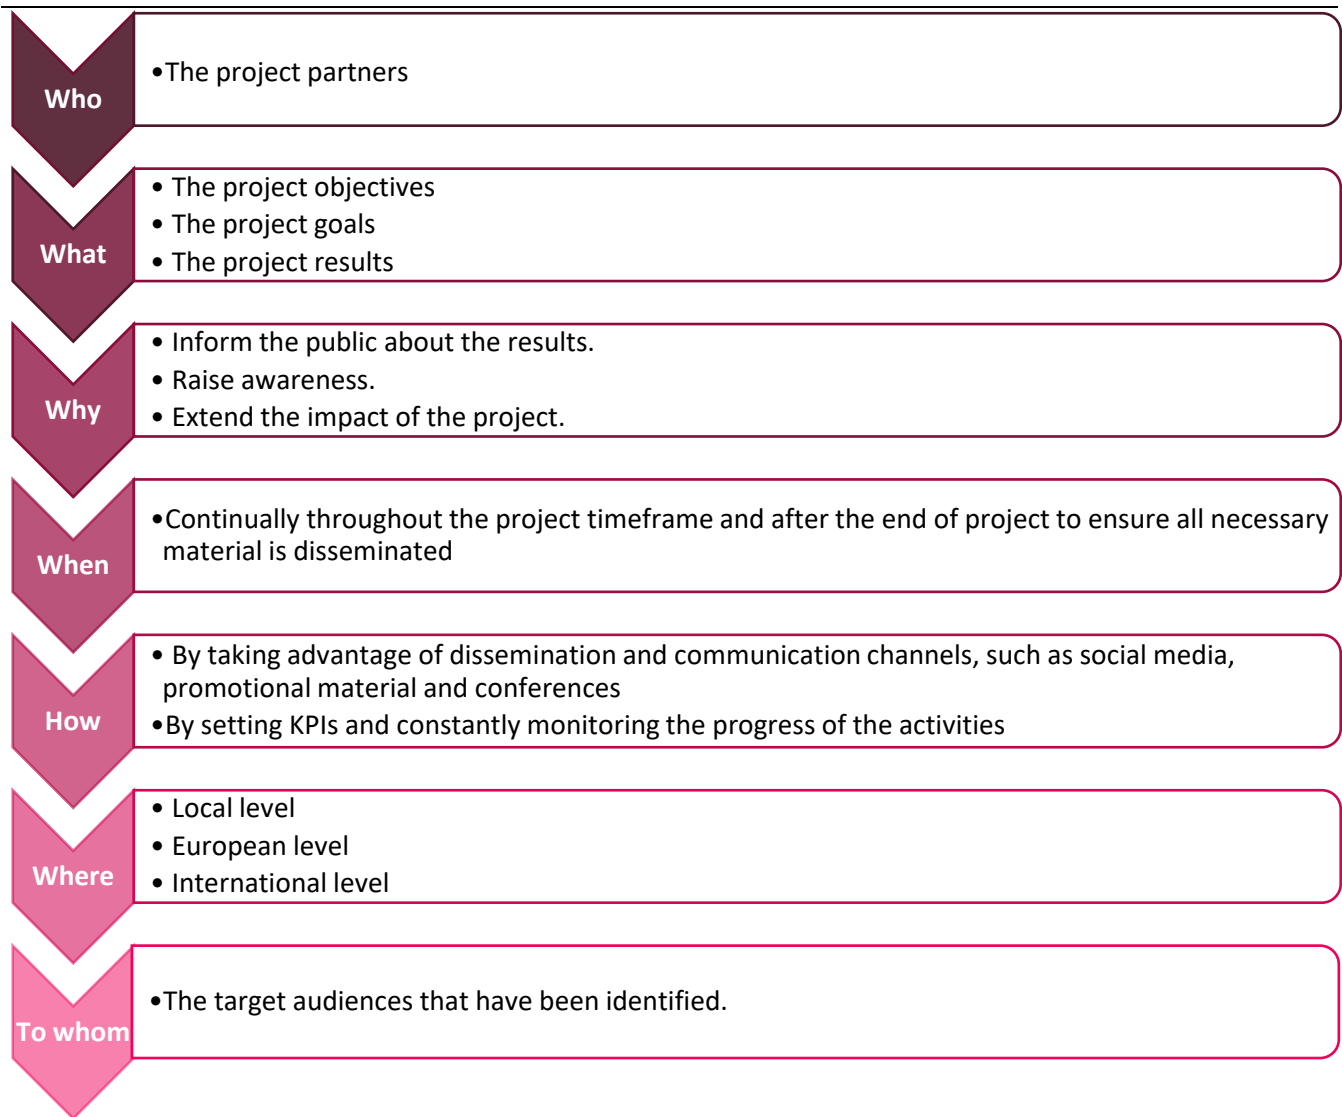 Who
•The project partners
What
• The project objectives
• The project goals
• The project results
Why
• Inform the public about the results.
• Raise awareness.
• Extend the impact of the project.
When
•Continually throughout the project timeframe and after the end of project to ensure all necessary
material is disseminated
How
• By taking advantage of dissemination and communication channels, such as social media,
promotional material and conferences
•By setting KPIs and constantly monitoring the progress of the activities
Where
• Local level
• European level
• International level
To whom
•The target audiences that have been identified.